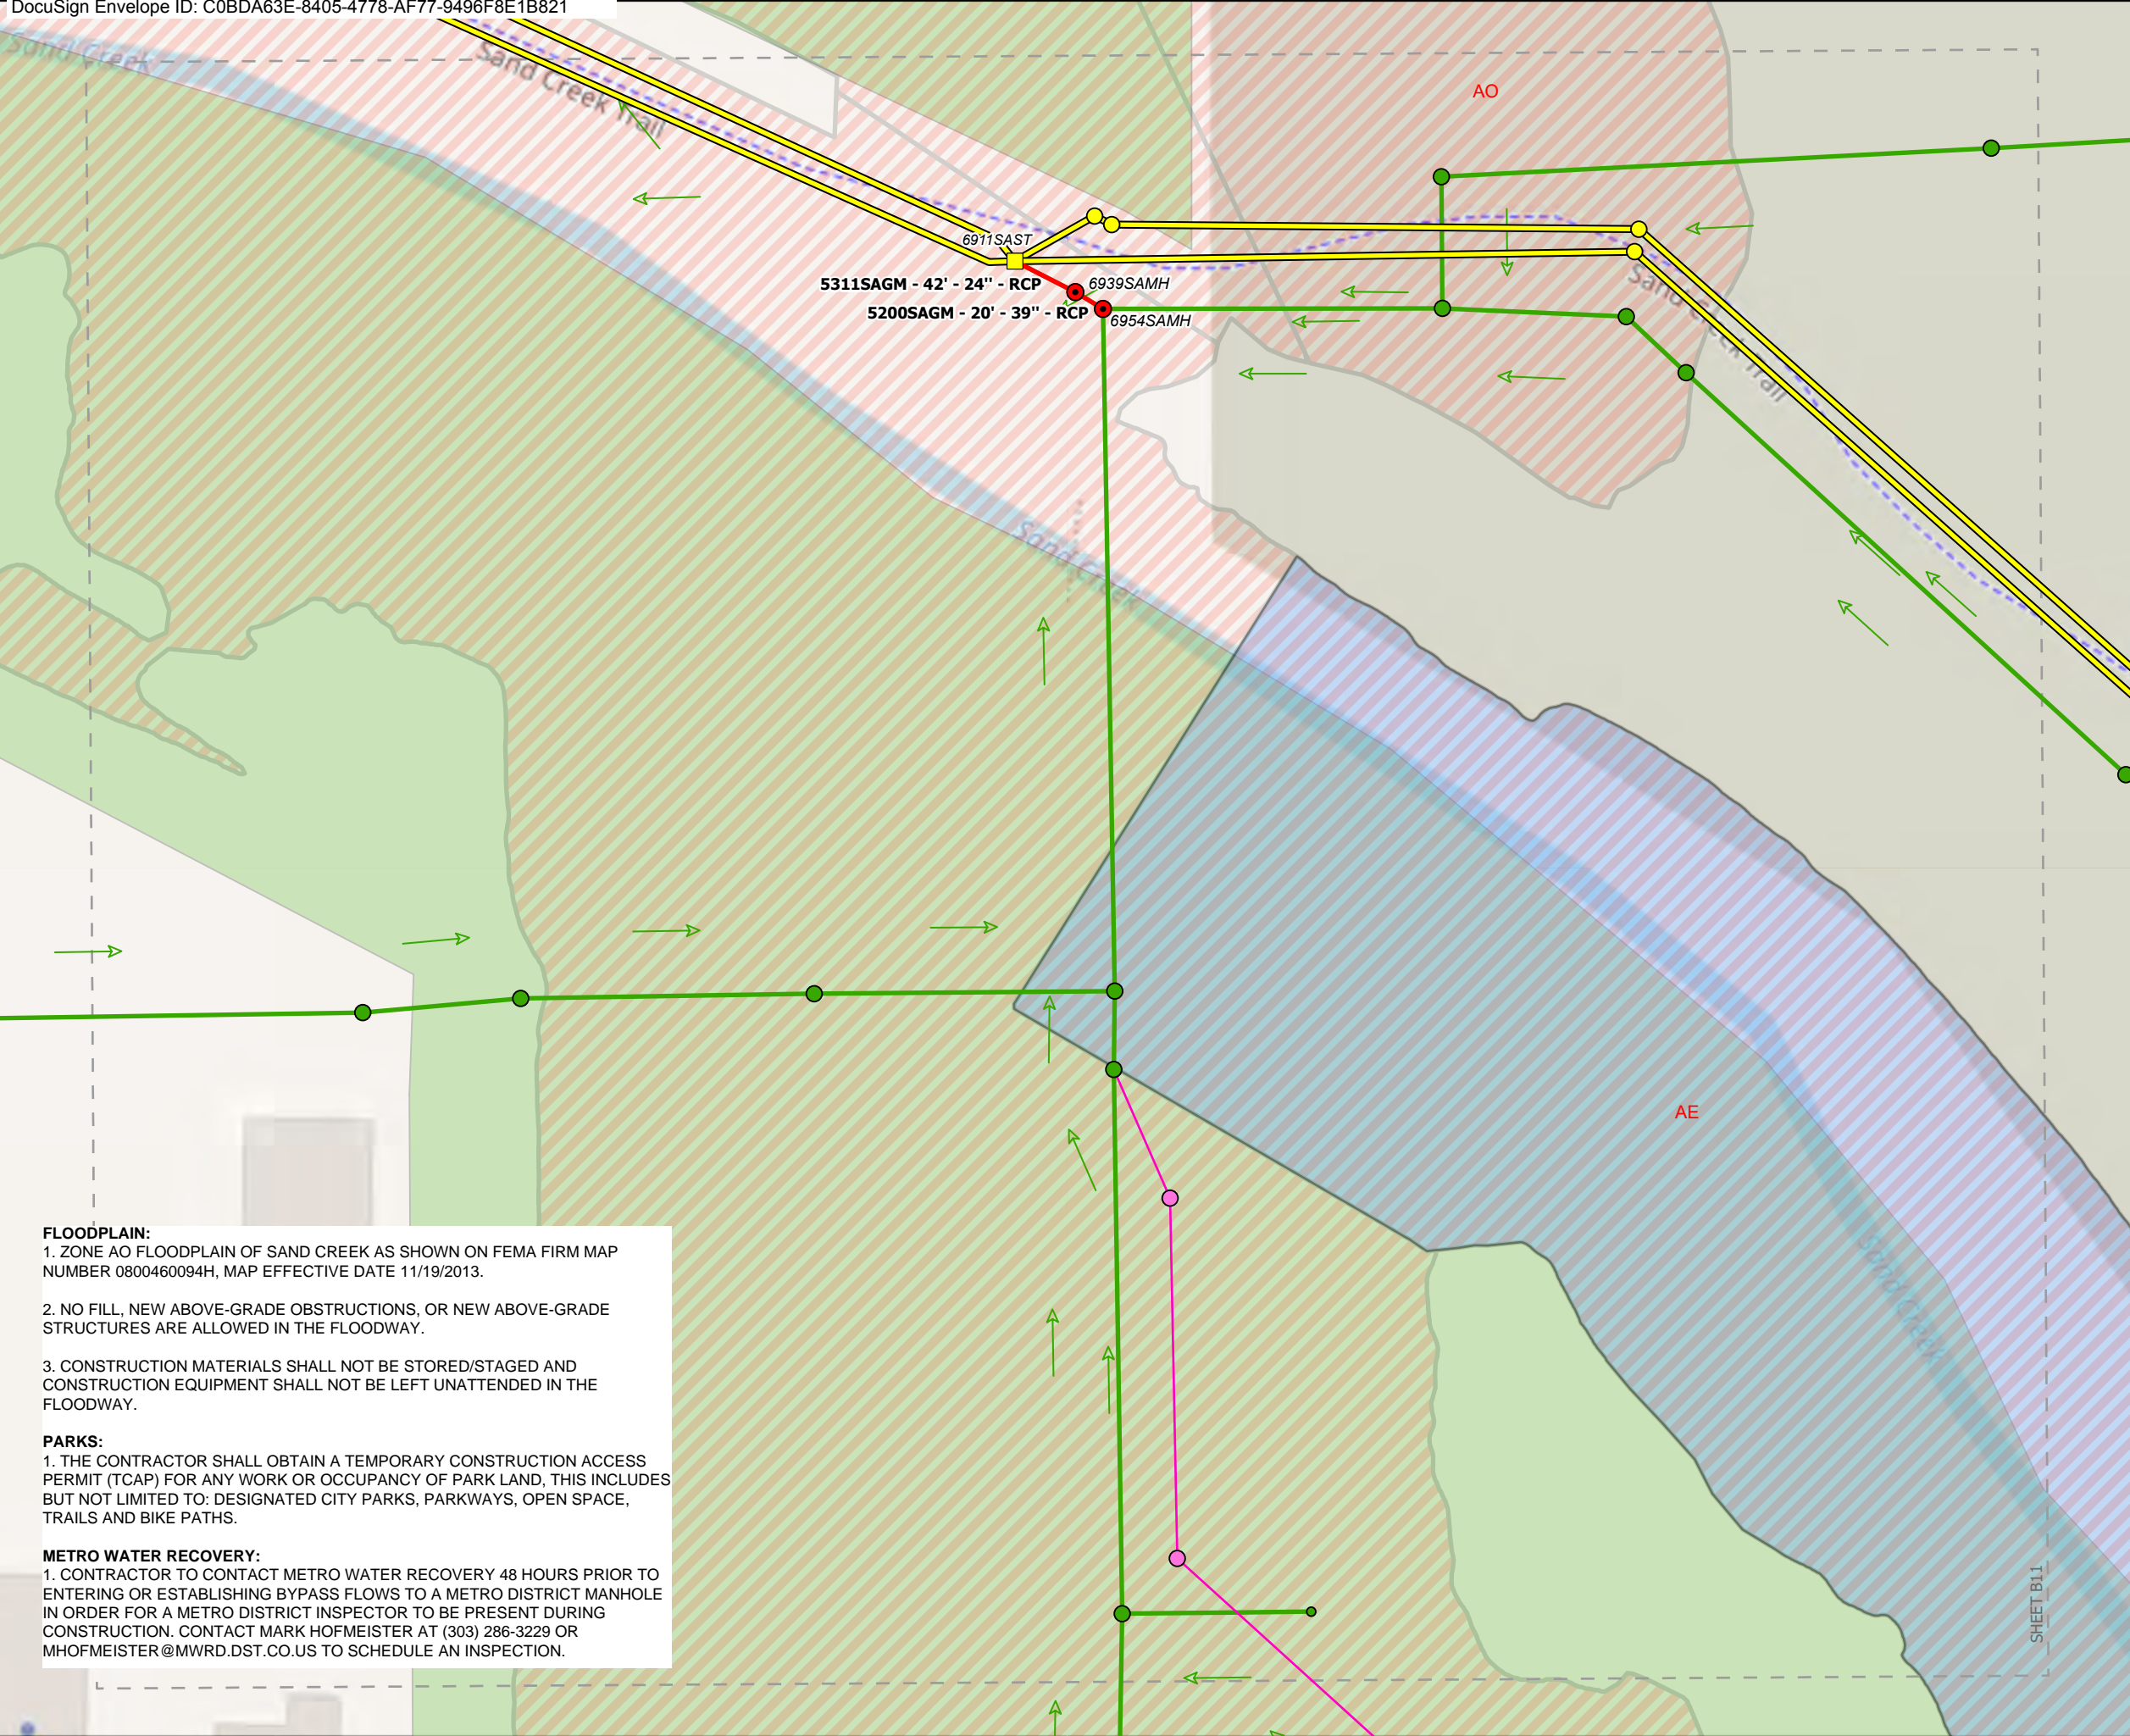 DocuSign Envelope ID: C0BDA63E-8405-4778-AF77-9496F8E1B821
Sand Creek
Sand Creek Trail
AO
6911SAST
5311SAGM - 42' - 24" - RCP
6939SAMH
5200SAGM - 20' - 39" - RCP
6954SAMH
Sand Creek Trail
Sand Creek
AE
Sand Creek
SHEET B11
FLOODPLAIN:
1. ZONE AO FLOODPLAIN OF SAND CREEK AS SHOWN ON FEMA FIRM MAP
NUMBER 0800460094H, MAP EFFECTIVE DATE 11/19/2013.
2. NO FILL, NEW ABOVE-GRADE OBSTRUCTIONS, OR NEW ABOVE-GRADE
STRUCTURES ARE ALLOWED IN THE FLOODWAY.
3. CONSTRUCTION MATERIALS SHALL NOT BE STORED/STAGED AND
CONSTRUCTION EQUIPMENT SHALL NOT BE LEFT UNATTENDED IN THE
FLOODWAY.
PARKS:
1. THE CONTRACTOR SHALL OBTAIN A TEMPORARY CONSTRUCTION ACCESS
PERMIT (TCAP) FOR ANY WORK OR OCCUPANCY OF PARK LAND, THIS INCLUDES
BUT NOT LIMITED TO: DESIGNATED CITY PARKS, PARKWAYS, OPEN SPACE,
TRAILS AND BIKE PATHS.
METRO WATER RECOVERY:
1. CONTRACTOR TO CONTACT METRO WATER RECOVERY 48 HOURS PRIOR TO
ENTERING OR ESTABLISHING BYPASS FLOWS TO A METRO DISTRICT MANHOLE
IN ORDER FOR A METRO DISTRICT INSPECTOR TO BE PRESENT DURING
CONSTRUCTION. CONTACT MARK HOFMEISTER AT (303) 286-3229 OR
MHOFMEISTER@MWRD.DST.CO.US TO SCHEDULE AN INSPECTION.